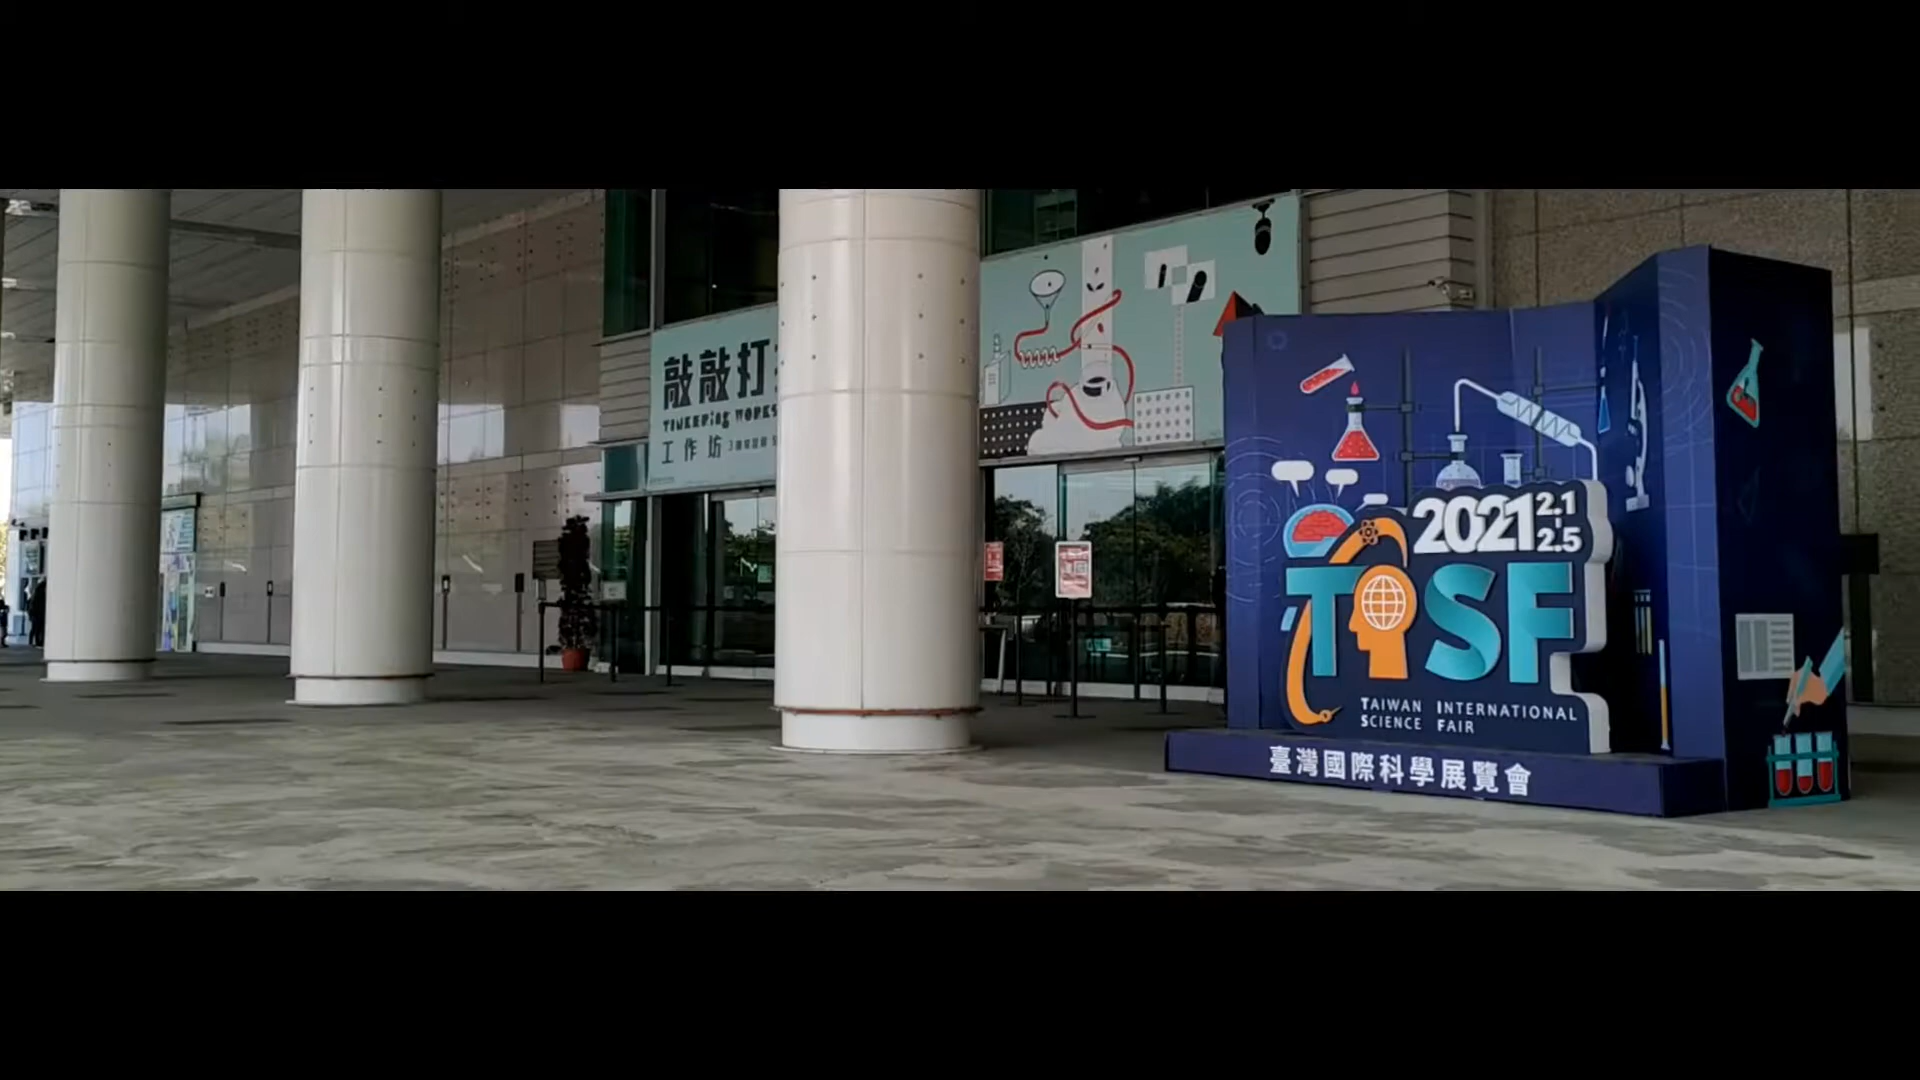 敲敲打
TINKERING WORKS
工作坊
2021 2.1
2.5
TISF
TAIWAN INTERNATIONAL
SCIENCE FAIR
臺灣國際科學展覽會